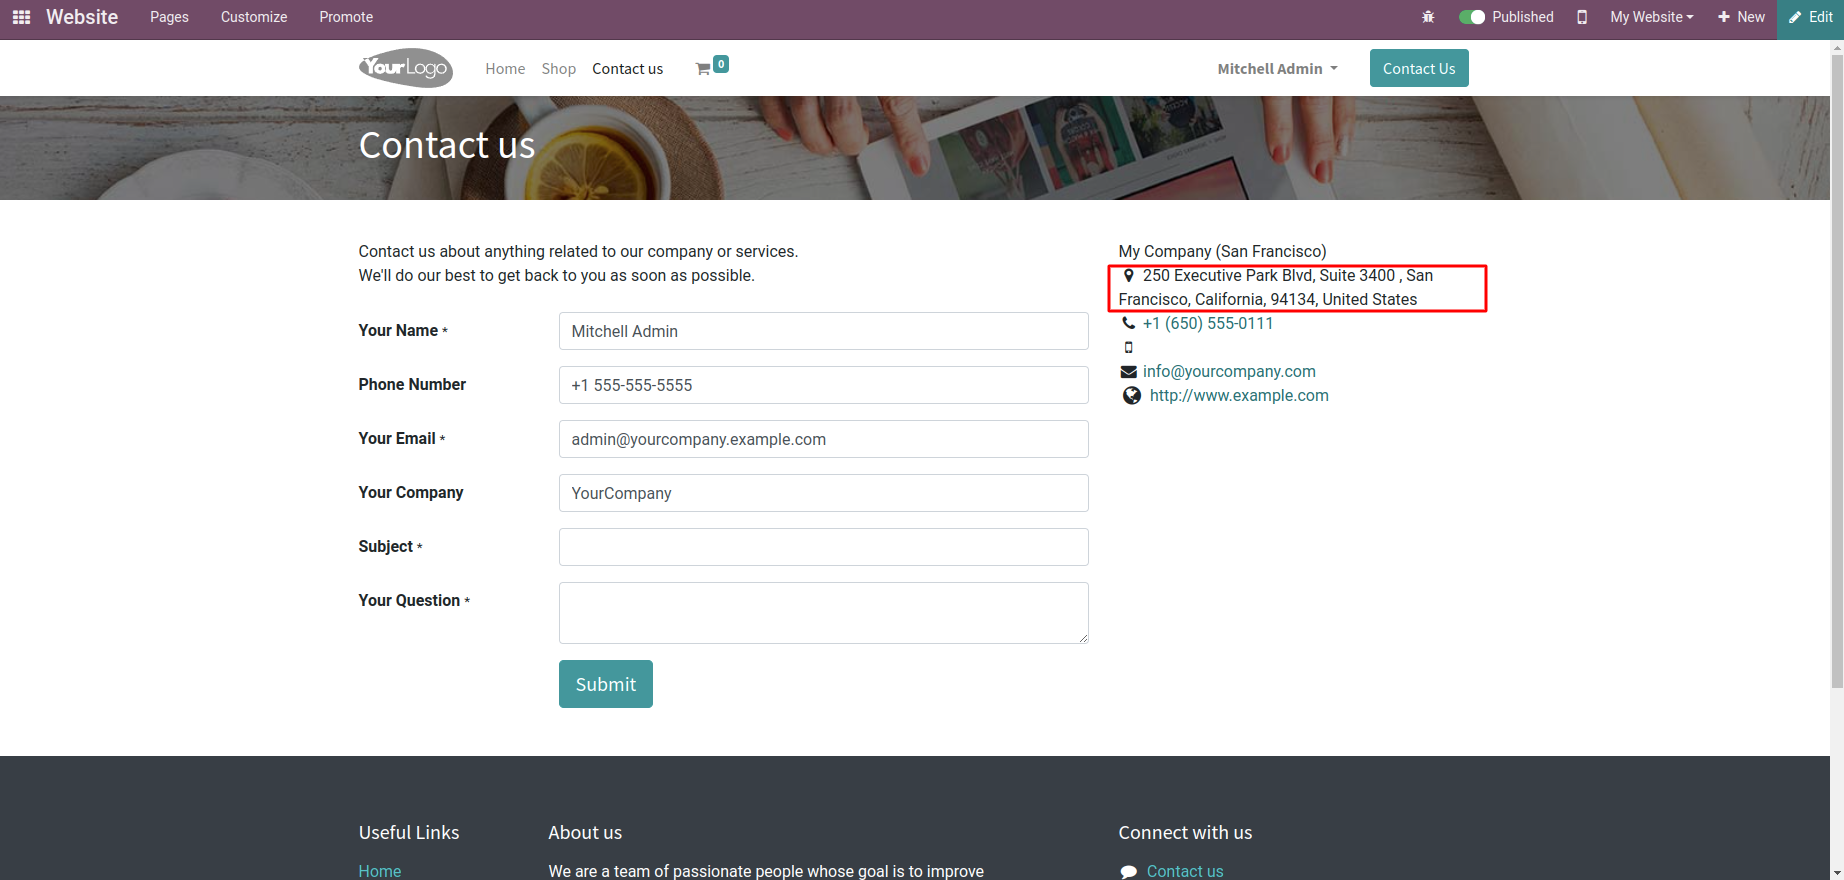 Website Pages Customize Promote Published My Website New Edit
YourLogo Home Shop Contact us 0 Mitchell Admin Contact Us
Contact us
Contact us about anything related to our company or services.
We'll do our best to get back to you as soon as possible.
Your Name *
Mitchell Admin
Phone Number
+1 555-555-5555
Your Email *
admin@yourcompany.example.com
Your Company
YourCompany
Subject *
Your Question *
Submit
My Company (San Francisco)
250 Executive Park Blvd, Suite 3400 , San
Francisco, California, 94134, United States
+1 (650) 555-0111
info@yourcompany.com
http://www.example.com
Useful Links
Home
About us
We are a team of passionate people whose goal is to improve
Connect with us
Contact us